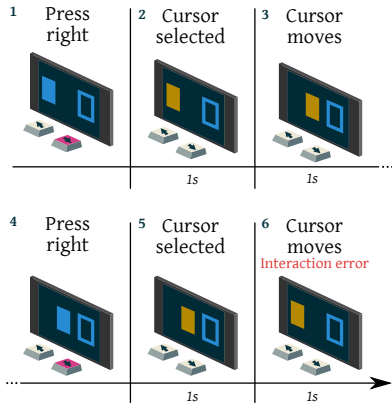 1 Press right
2 Cursor selected
3 Cursor moves
1s
1s
...
4 Press right
5 Cursor selected
6 Cursor moves
Interaction error
...
1s
1s